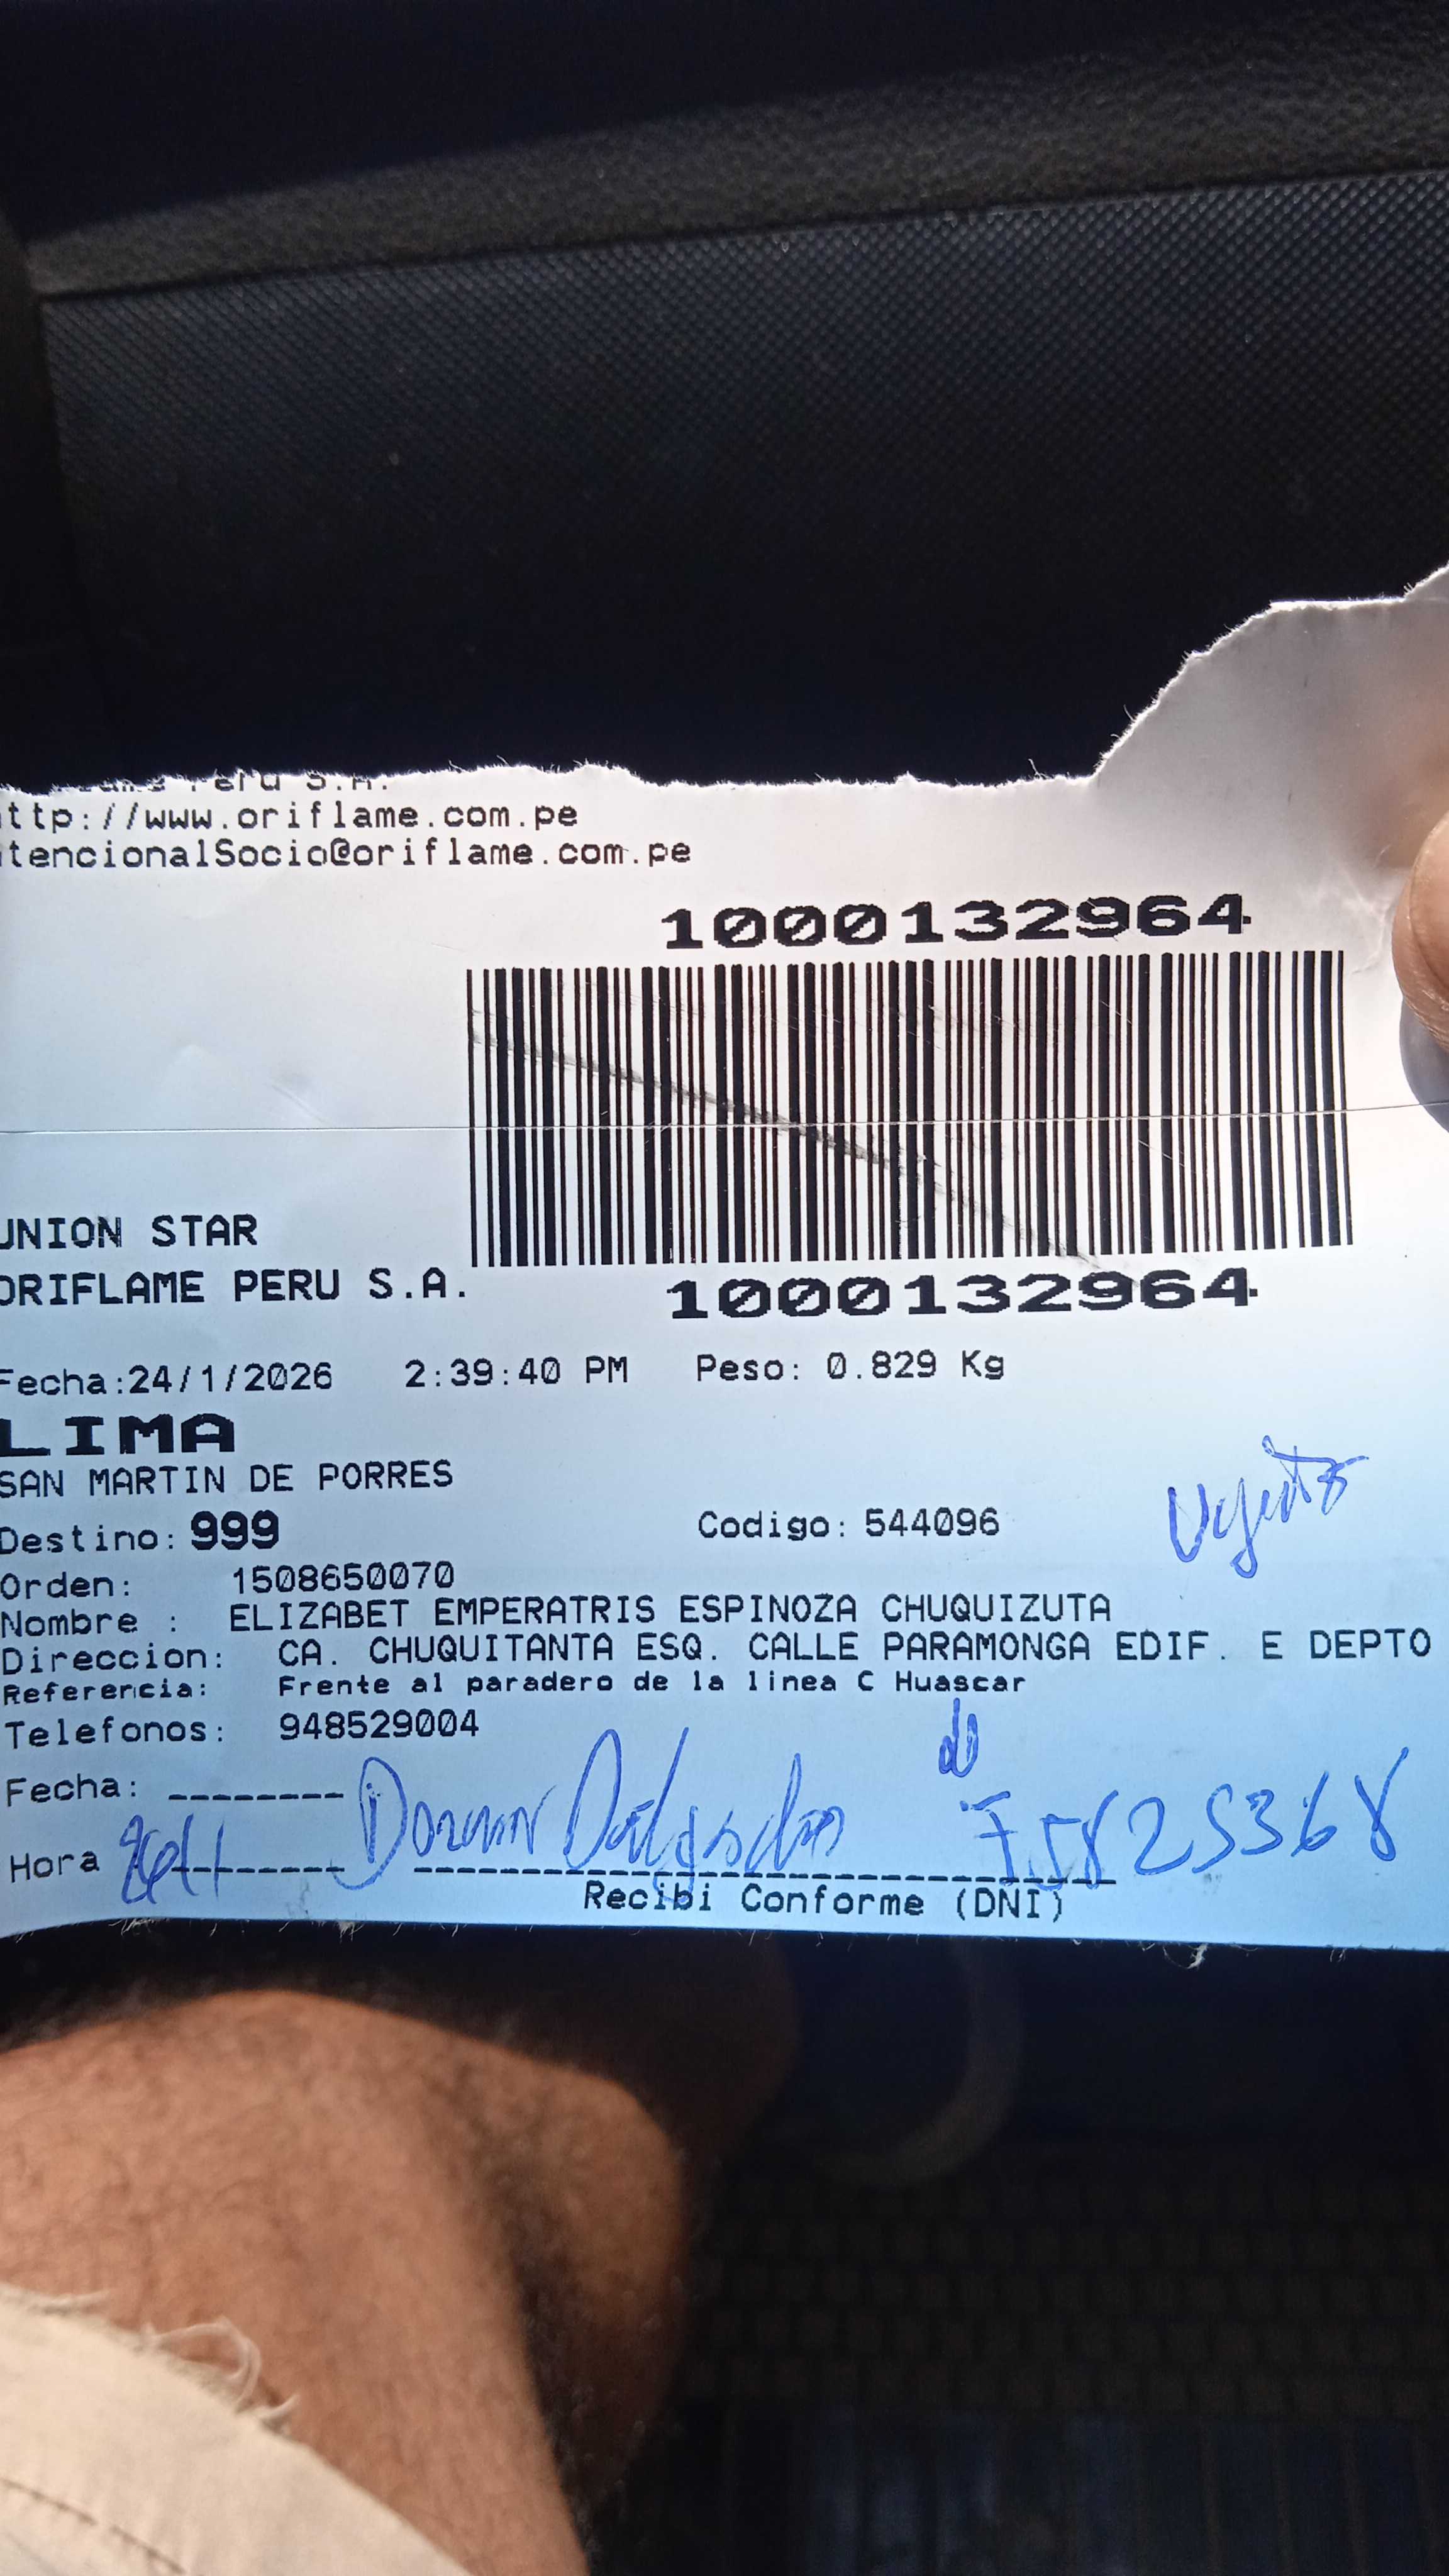 Peru S.A.
ttp://www.oriflame.com.pe
tencionalSocio@oriflame.com.pe
1000132964
UNION STAR
ORIFLAME PERU S.A.
1000132964
Fecha:24/1/2026 2:39:40 PM Peso: 0.829 Kg
LIMA
SAN MARTIN DE PORRES
Destino: 999 Codigo: 544096
Orden: 1508650070
Nombre : ELIZABET EMPERATRIS ESPINOZA CHUQUIZUTA
Direccion: CA. CHUQUITANTA ESQ. CALLE PARAMONGA EDIF. E DEPTO
Referencia: Frente al paradero de la linea C Huascar
Telefonos: 948529004
Fecha: --------
Hora
Recibi Conforme (DNI)